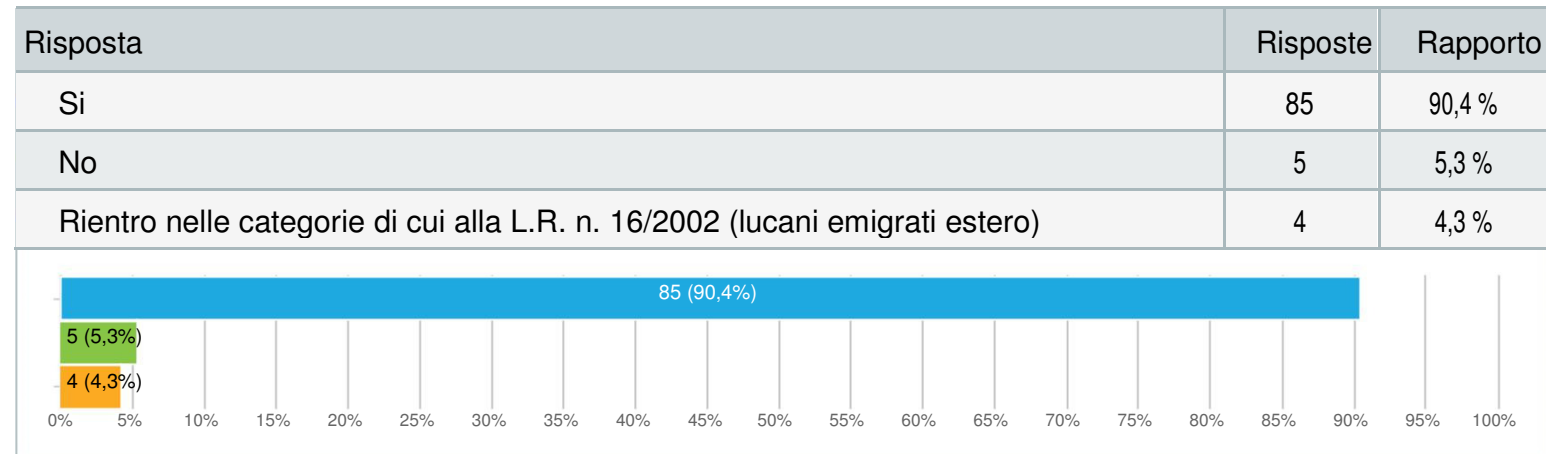 Risposta Risposte Rapporto
Si 85 90,4 %
No 5 5,3 %
Rientro nelle categorie di cui alla L.R. n. 16/2002 (lucani emigrati estero) 4 4,3 %
85 (90,4%)
5 (5,3%)
4 (4,3%)
0% 5% 10% 15% 20% 25% 30% 35% 40% 45% 50% 55% 60% 65% 70% 75% 80% 85% 90% 95% 100%